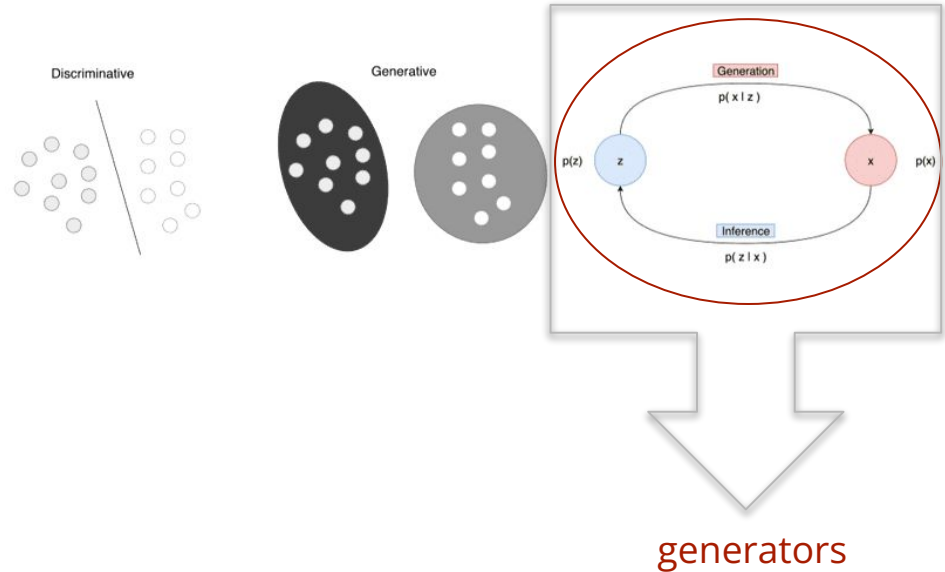 Discriminative
Generative
Generation
p( x | z )
p(z)
z
x
p(x)
Inference
p( z | x )
generators